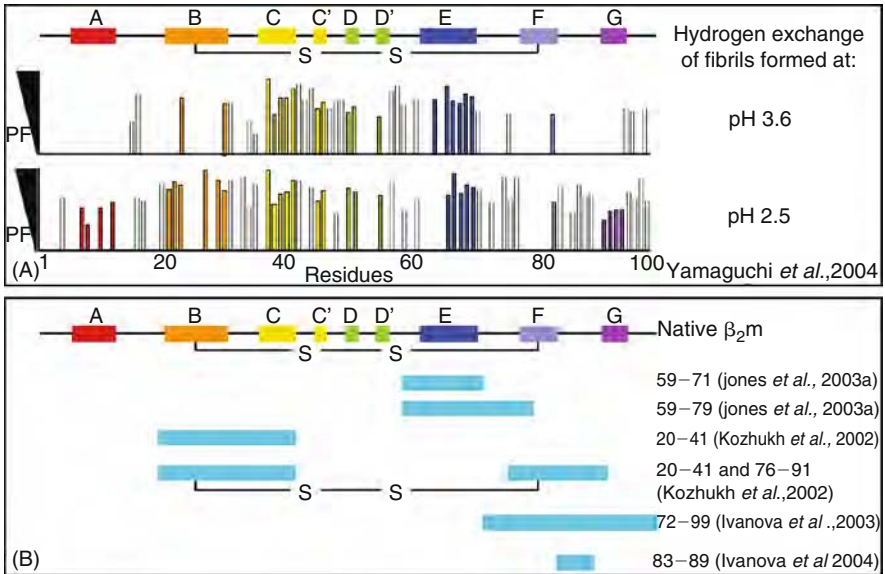 A B C C' D D' E F G
S S
Hydrogen exchange
of fibrils formed at:
PF
pH 3.6
PF
pH 2.5
(A)
1 20 40 60 80 100
Residues
Yamaguchi et al.,2004
A B C C' D D' E F G
S S
Native β2m
59–71 (jones et al., 2003a)
59–79 (jones et al., 2003a)
20–41 (Kozhukh et al., 2002)
20–41 and 76–91
(Kozhukh et al.,2002)
S S
72–99 (Ivanova et al .,2003)
83–89 (Ivanova et al 2004)
(B)